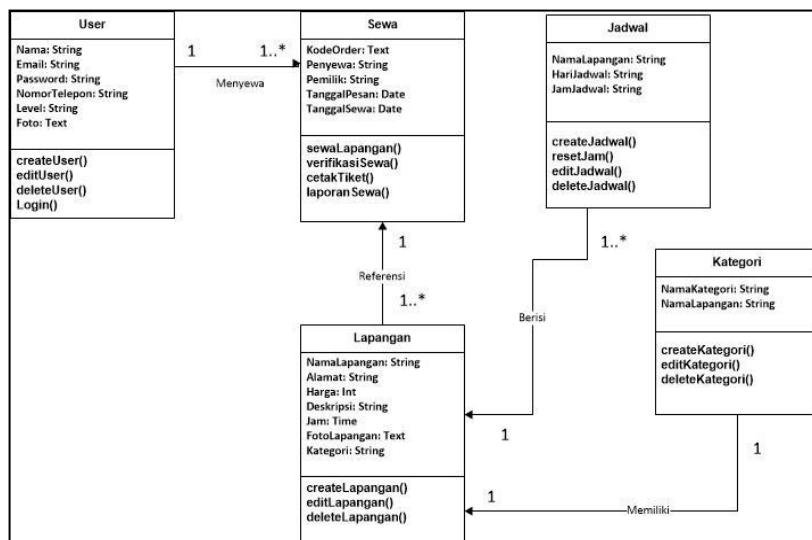 User
Nama: String
Email: String
Password: String
NomorTelepon: String
Level: String
Foto: Text
createUser()
editUser()
deleteUser()
Login()
1
1..*
Menyewa
Sewa
KodeOrder: Text
Penyewa: String
Pemilik: String
TanggalPesan: Date
TanggalSewa: Date
sewaLapangan()
verifikasiSewa()
cetakTiket()
laporanSewa()
Jadwal
NamaLapangan: String
HariJadwal: String
JamJadwal: String
createJadwal()
resetJam()
editJadwal()
deleteJadwal()
1
Referensi
1..*
1..*
Berisi
1
Kategori
NamaKategori: String
NamaLapangan: String
createKategori()
editKategori()
deleteKategori()
Lapangan
NamaLapangan: String
Alamat: String
Harga: Int
Deskripsi: String
Jam: Time
FotoLapangan: Text
Kategori: String
createLapangan()
editLapangan()
deleteLapangan()
1
1
Memiliki